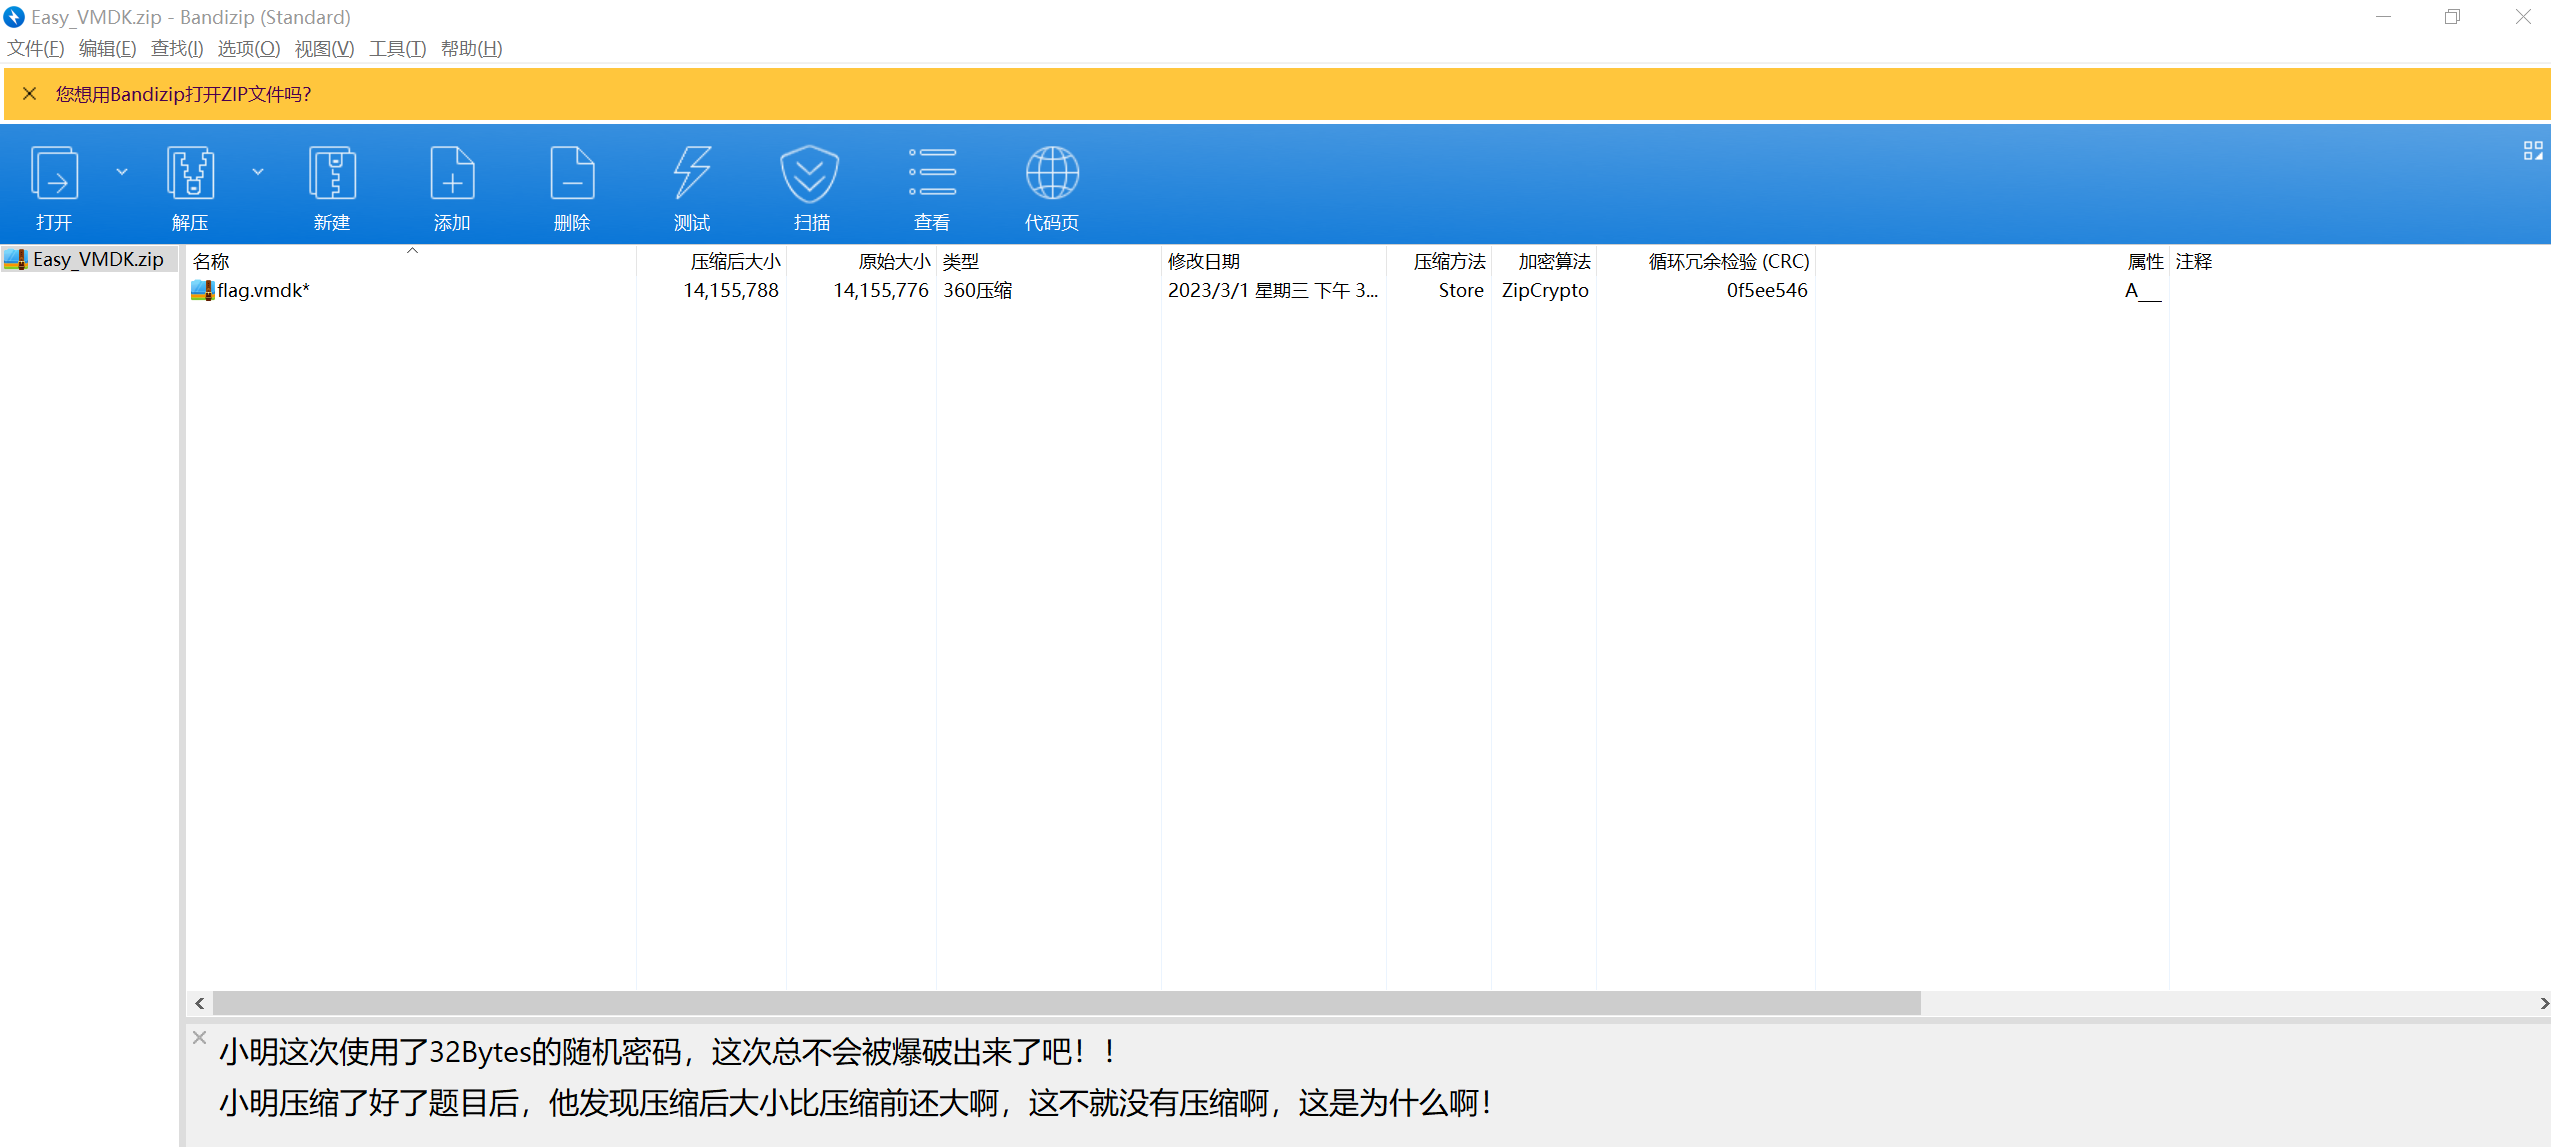 Easy_VMDK.zip - Bandizip (Standard)
文件(F) 编辑(E) 查找(I) 选项(O) 视图(V) 工具(T) 帮助(H)
您想用Bandizip打开ZIP文件吗?
打开 解压 新建 添加 删除 测试 扫描 查看 代码页
Easy_VMDK.zip
名称 压缩后大小 原始大小 类型 修改日期 压缩方法 加密算法 循环冗余检验 (CRC) 属性 注释
flag.vmdk* 14,155,788 14,155,776 360压缩 2023/3/1 星期三 下午 3... Store ZipCrypto 0f5ee546 A__
小明这次使用了32Bytes的随机密码，这次总不会被爆破出来了吧！！
小明压缩了好了题目后，他发现压缩后大小比压缩前还大啊，这不就没有压缩啊，这是为什么啊！